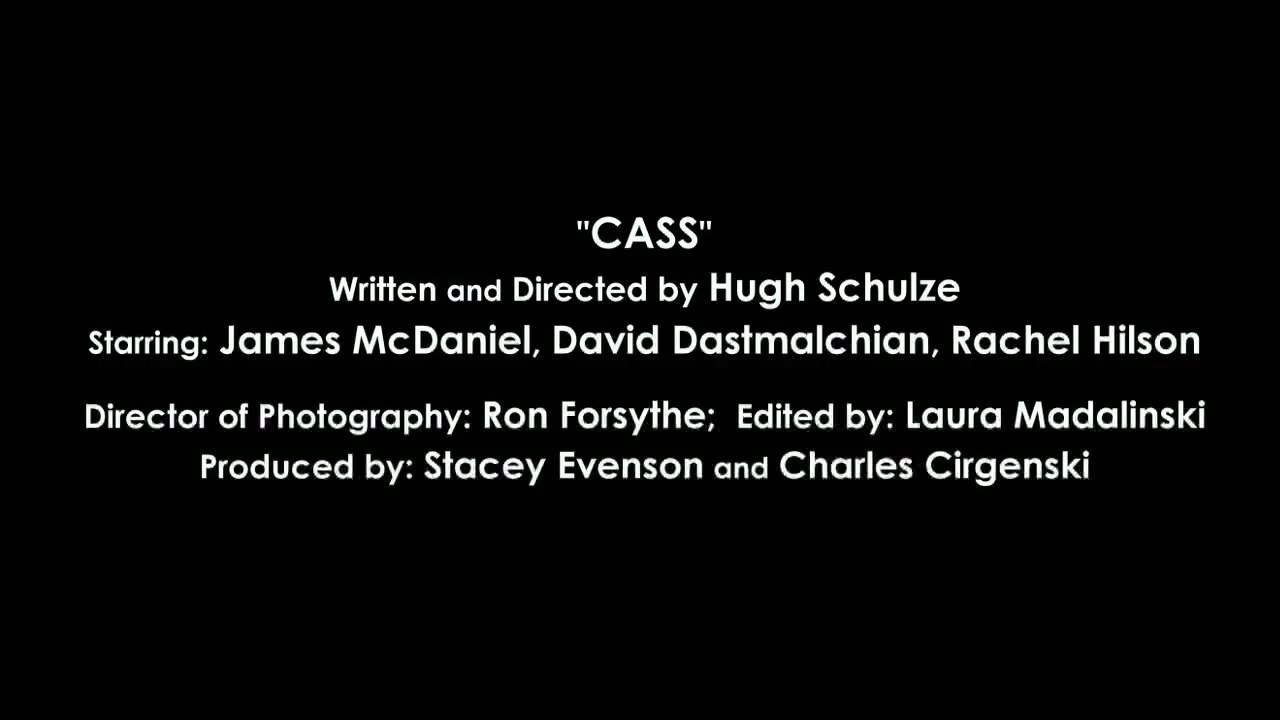 "CASS"
Written and Directed by Hugh Schulze
Starring: James McDaniel, David Dastmalchian, Rachel Hilson
Director of Photography: Ron Forsythe; Edited by: Laura Madalinski
Produced by: Stacey Evenson and Charles Cirgenski